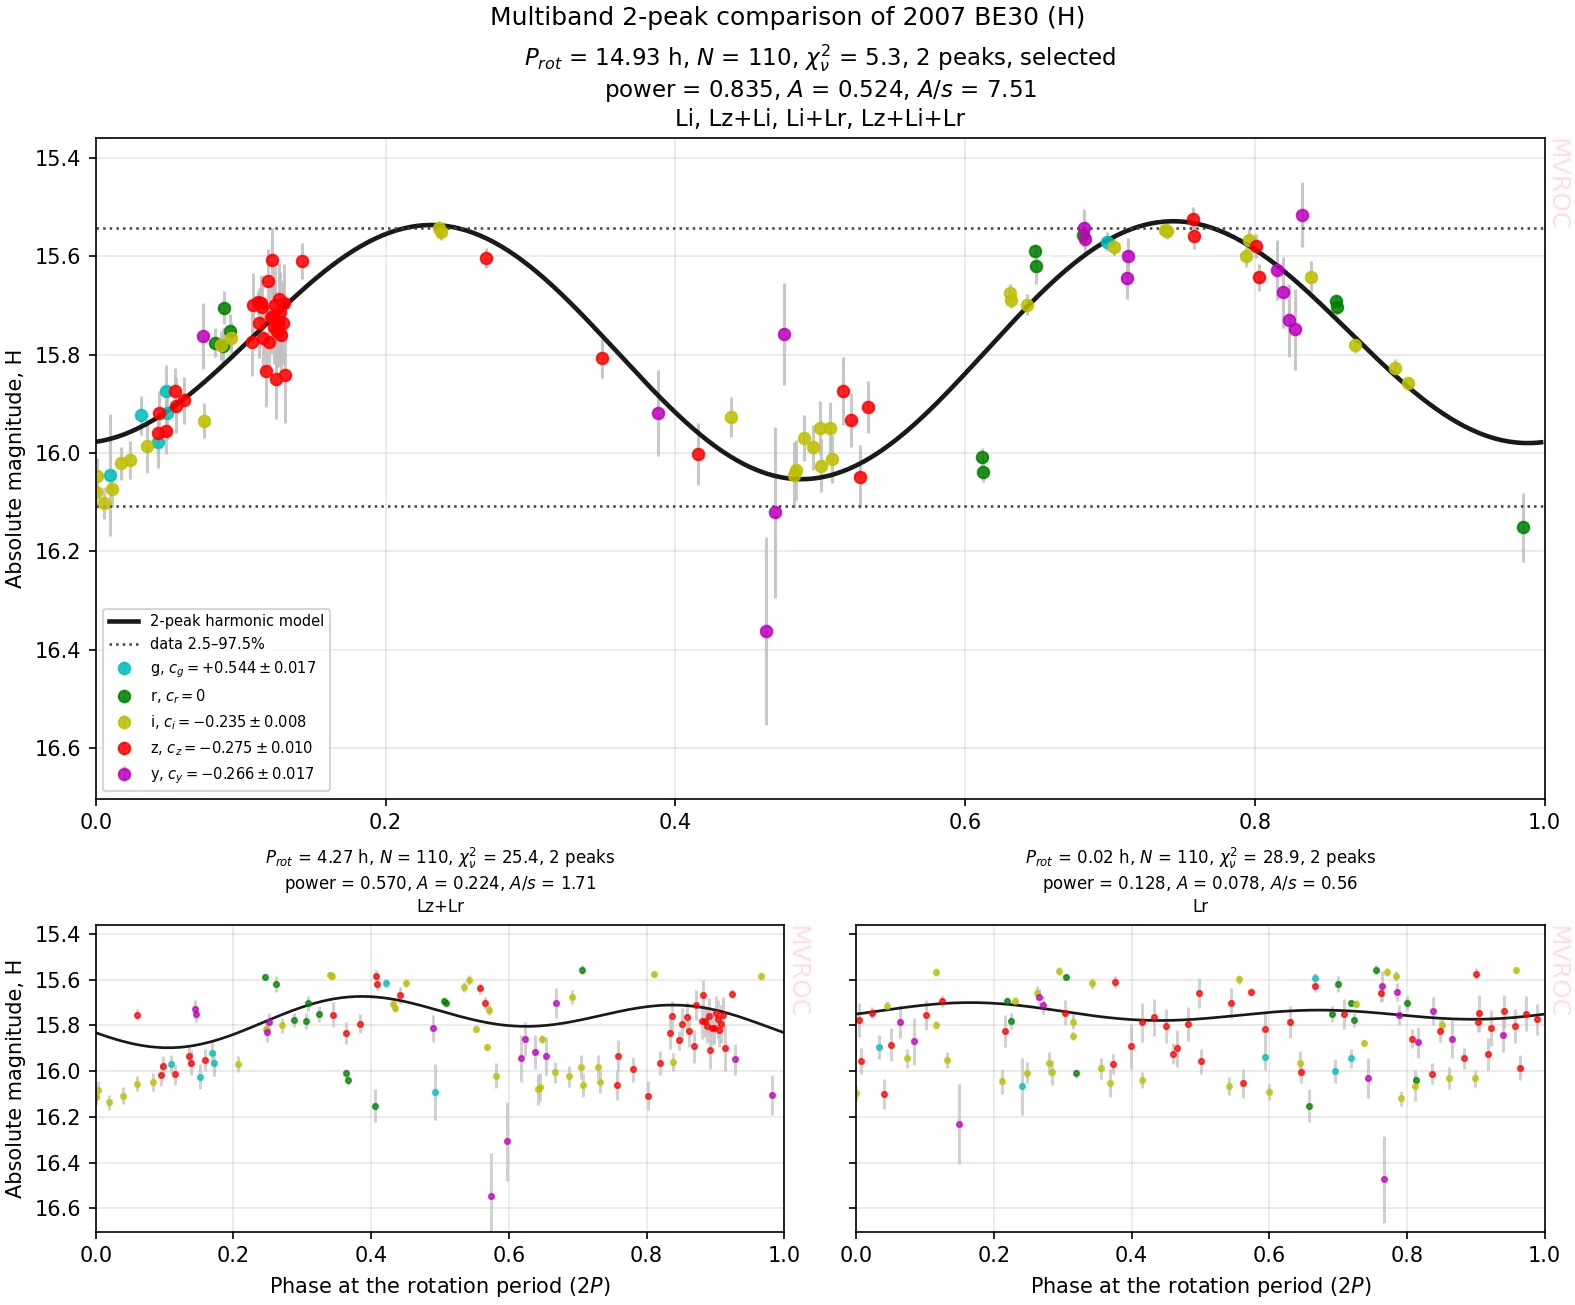 Multiband 2-peak comparison of 2007 BE30 (H)
P_rot = 14.93 h, N = 110, χ²_ν = 5.3, 2 peaks, selected
power = 0.835, A = 0.524, A/s = 7.51
Li, Lz+Li, Li+Lr, Lz+Li+Lr
MVROC
Absolute magnitude, H
15.4
15.6
15.8
16.0
16.2
16.4
16.6
2-peak harmonic model
data 2.5–97.5%
g, c_g = +0.544 ± 0.017
r, c_r = 0
i, c_i = −0.235 ± 0.008
z, c_z = −0.275 ± 0.010
y, c_y = −0.266 ± 0.017
0.0 0.2 0.4 0.6 0.8 1.0
P_rot = 4.27 h, N = 110, χ²_ν = 25.4, 2 peaks
power = 0.570, A = 0.224, A/s = 1.71
Lz+Lr
MVROC
Absolute magnitude, H
15.4
15.6
15.8
16.0
16.2
16.4
16.6
0.0 0.2 0.4 0.6 0.8 1.0
Phase at the rotation period (2P)
P_rot = 0.02 h, N = 110, χ²_ν = 28.9, 2 peaks
power = 0.128, A = 0.078, A/s = 0.56
Lr
MVROC
0.0 0.2 0.4 0.6 0.8 1.0
Phase at the rotation period (2P)